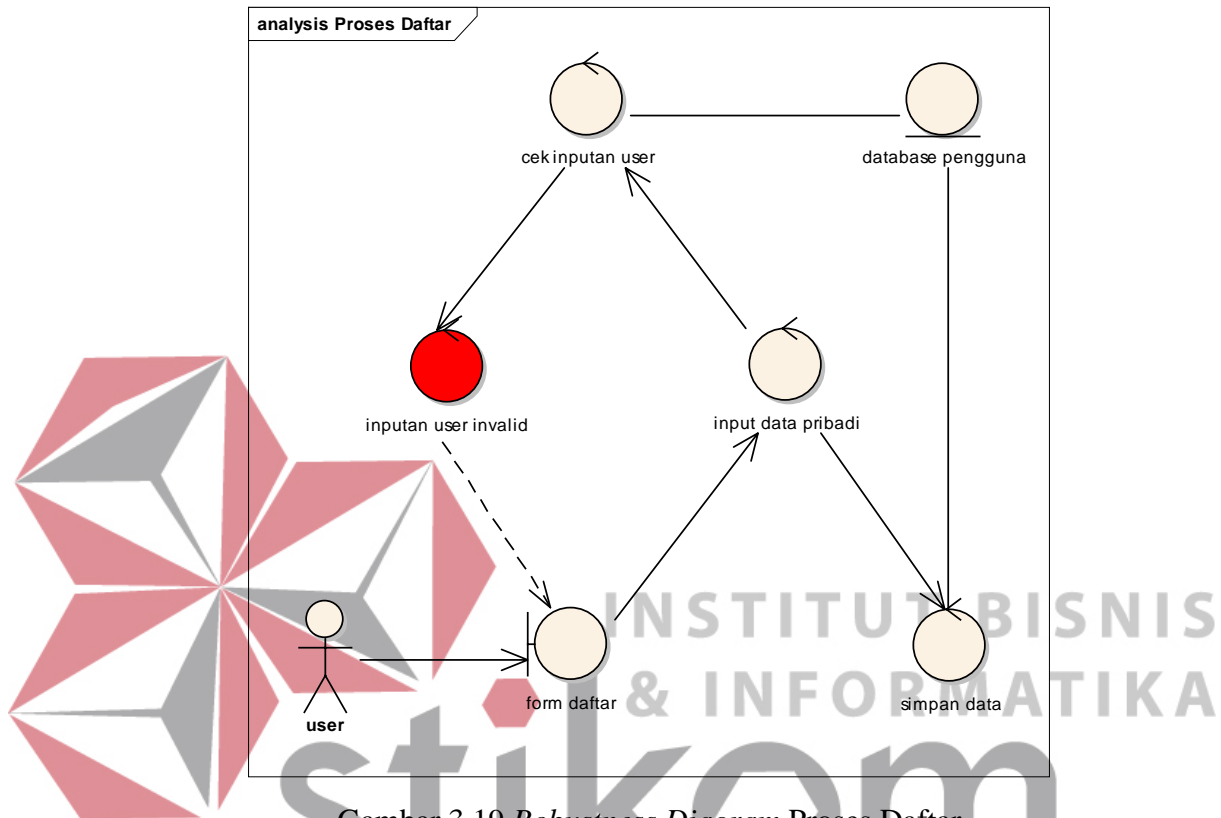 analysis Proses Daftar
cek inputan user
database pengguna
inputan user invalid
input data pribadi
INSTITUT BISNIS
& INFORMATIKA
form daftar
simpan data
user
stikom
Gambar 3.19 Robustness Diagram Proses Daftar